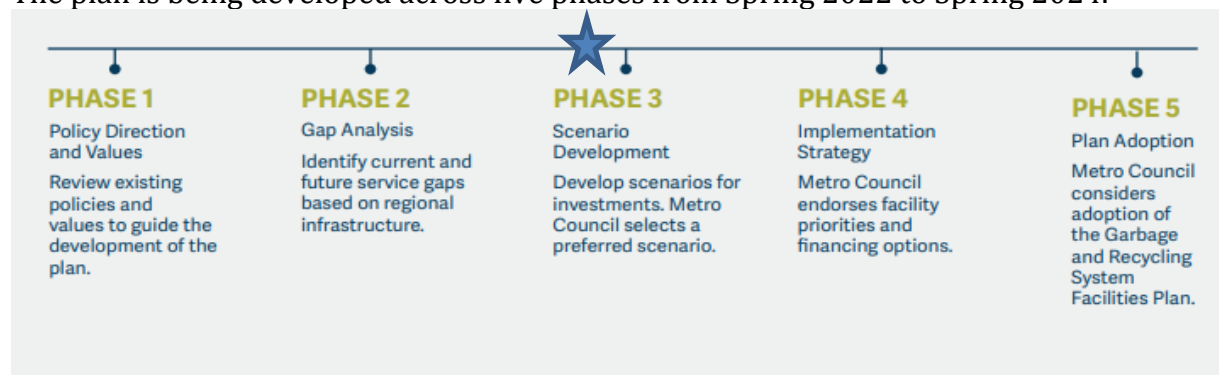 The plan is being developed across five phases from Spring 2022 to Spring 2024.
PHASE 1
Policy Direction
and Values
Review existing
policies and
values to guide the
development of the
plan.
PHASE 2
Gap Analysis
Identify current and
future service gaps
based on regional
infrastructure.
PHASE 3
Scenario
Development
Develop scenarios for
investments. Metro
Council selects a
preferred scenario.
PHASE 4
Implementation
Strategy
Metro Council
endorses facility
priorities and
financing options.
PHASE 5
Plan Adoption
Metro Council
considers
adoption of
the Garbage
and Recycling
System
Facilities Plan.